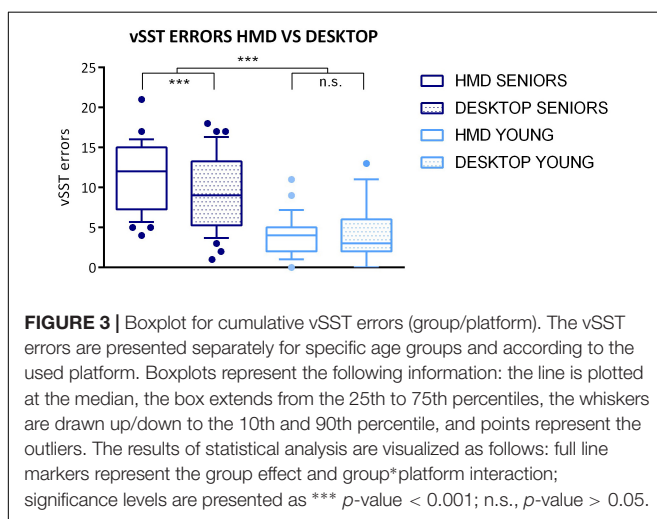 vSST ERRORS HMD VS DESKTOP
***
*** n.s.
25
20
15
10
5
0
vSST errors
HMD SENIORS
DESKTOP SENIORS
HMD YOUNG
DESKTOP YOUNG
FIGURE 3 | Boxplot for cumulative vSST errors (group/platform). The vSST
errors are presented separately for specific age groups and according to the
used platform. Boxplots represent the following information: the line is plotted
at the median, the box extends from the 25th to 75th percentiles, the whiskers
are drawn up/down to the 10th and 90th percentile, and points represent the
outliers. The results of statistical analysis are visualized as follows: full line
markers represent the group effect and group*platform interaction;
significance levels are presented as *** p-value < 0.001; n.s., p-value > 0.05.